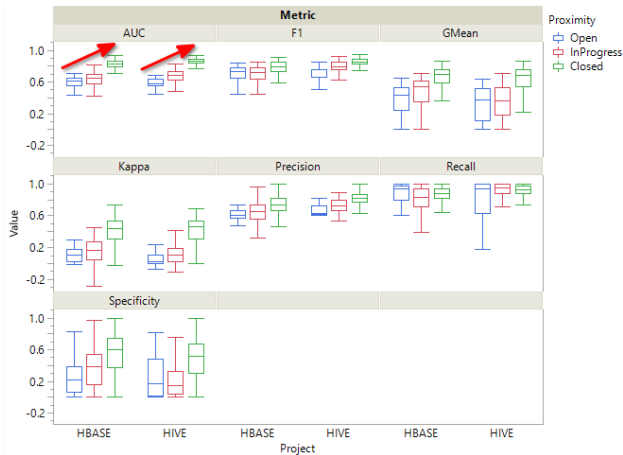 Metric
AUC F1 GMean
Proximity
Open
InProgress
Closed
1.0
0.6
0.2
-0.2
Kappa Precision Recall
1.0
0.6
0.2
-0.2
Value
Specificity
1.0
0.6
0.2
-0.2
HBASE HIVE HBASE HIVE HBASE HIVE
Project